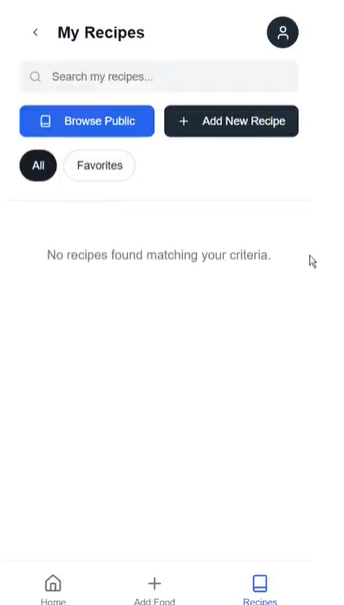 My Recipes
Search my recipes...
Browse Public
Add New Recipe
All
Favorites
No recipes found matching your criteria.
Home
Add Food
Recipes